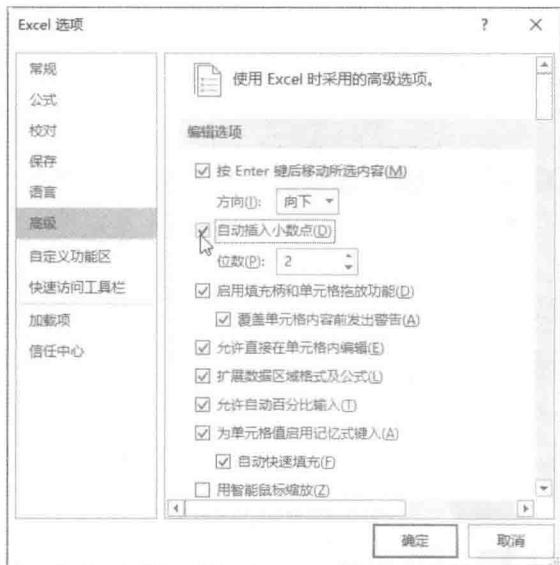 Excel 选项
?
×
常规
公式
校对
保存
语言
高级
自定义功能区
快速访问工具栏
加载项
信任中心
使用 Excel 时采用的高级选项。
编辑选项
按 Enter 键后移动所选内容(M)
方向(I): 向下
自动插入小数点(D)
位数(P): 2
启用填充柄和单元格拖放功能(D)
覆盖单元格内容前发出警告(A)
允许直接在单元格内编辑(E)
扩展数据区域格式及公式(L)
允许自动百分比输入(T)
为单元格值启用记忆式键入(A)
自动快速填充(F)
用智能鼠标缩放(Z)
确定
取消